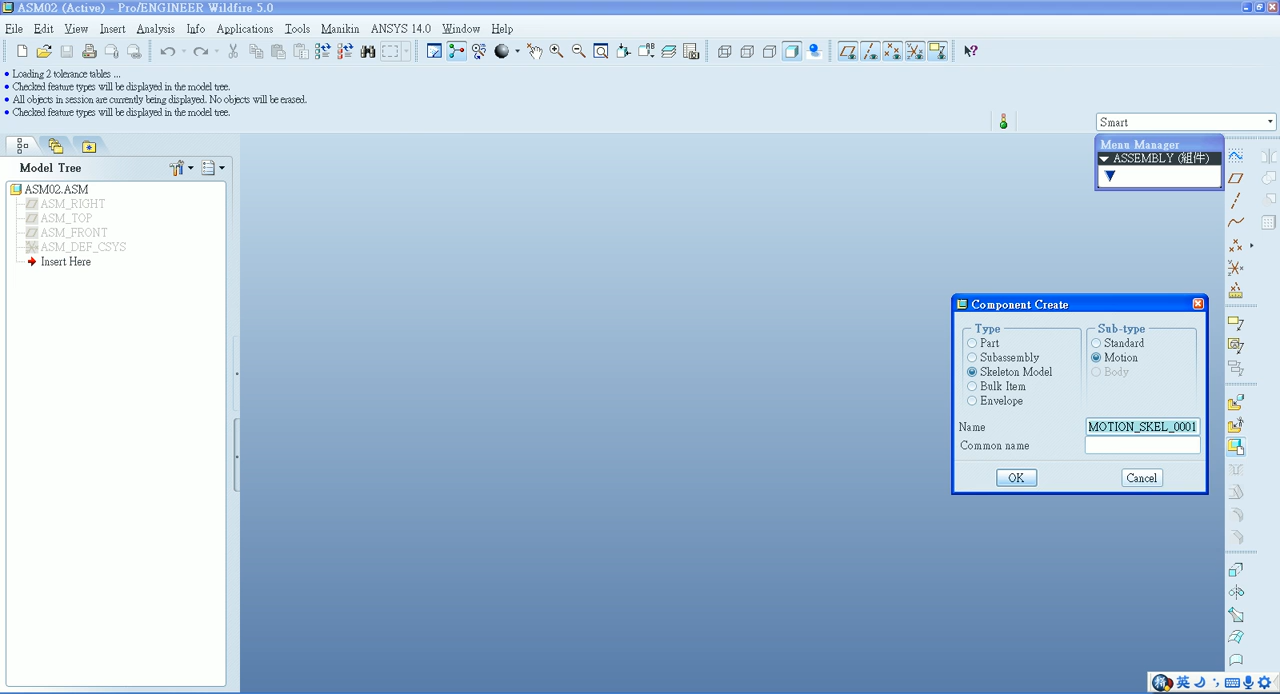 ASM02 (Active) - Pro/ENGINEER Wildfire 5.0
File Edit View Insert Analysis Info Applications Tools Manikin ANSYS 14.0 Window Help
• Loading 2 tolerance tables ...
• Checked feature types will be displayed in the model tree.
• All objects in session are currently being displayed. No objects will be erased.
• Checked feature types will be displayed in the model tree.
Smart
Menu Manager
ASSEMBLY (組件)
Model Tree
ASM02.ASM
ASM_RIGHT
ASM_TOP
ASM_FRONT
ASM_DEF_CSYS
Insert Here
Component Create
Type
Part
Subassembly
Skeleton Model
Bulk Item
Envelope
Sub-type
Standard
Motion
Body
Name MOTION_SKEL_0001
Common name
OK Cancel
英